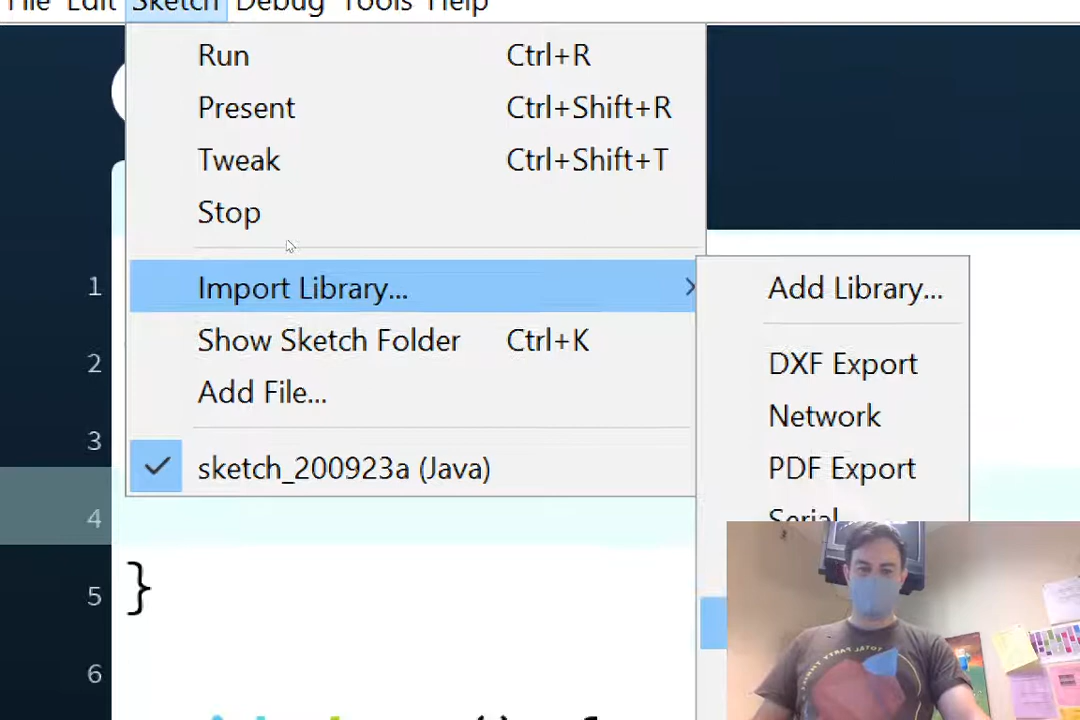 File Edit Sketch Debug Tools Help
Run Ctrl+R
Present Ctrl+Shift+R
Tweak Ctrl+Shift+T
Stop
Import Library... Add Library...
Show Sketch Folder Ctrl+K
Add File...
sketch_200923a (Java)
DXF Export
Network
PDF Export
Serial
1
2
3
4
5 }
6